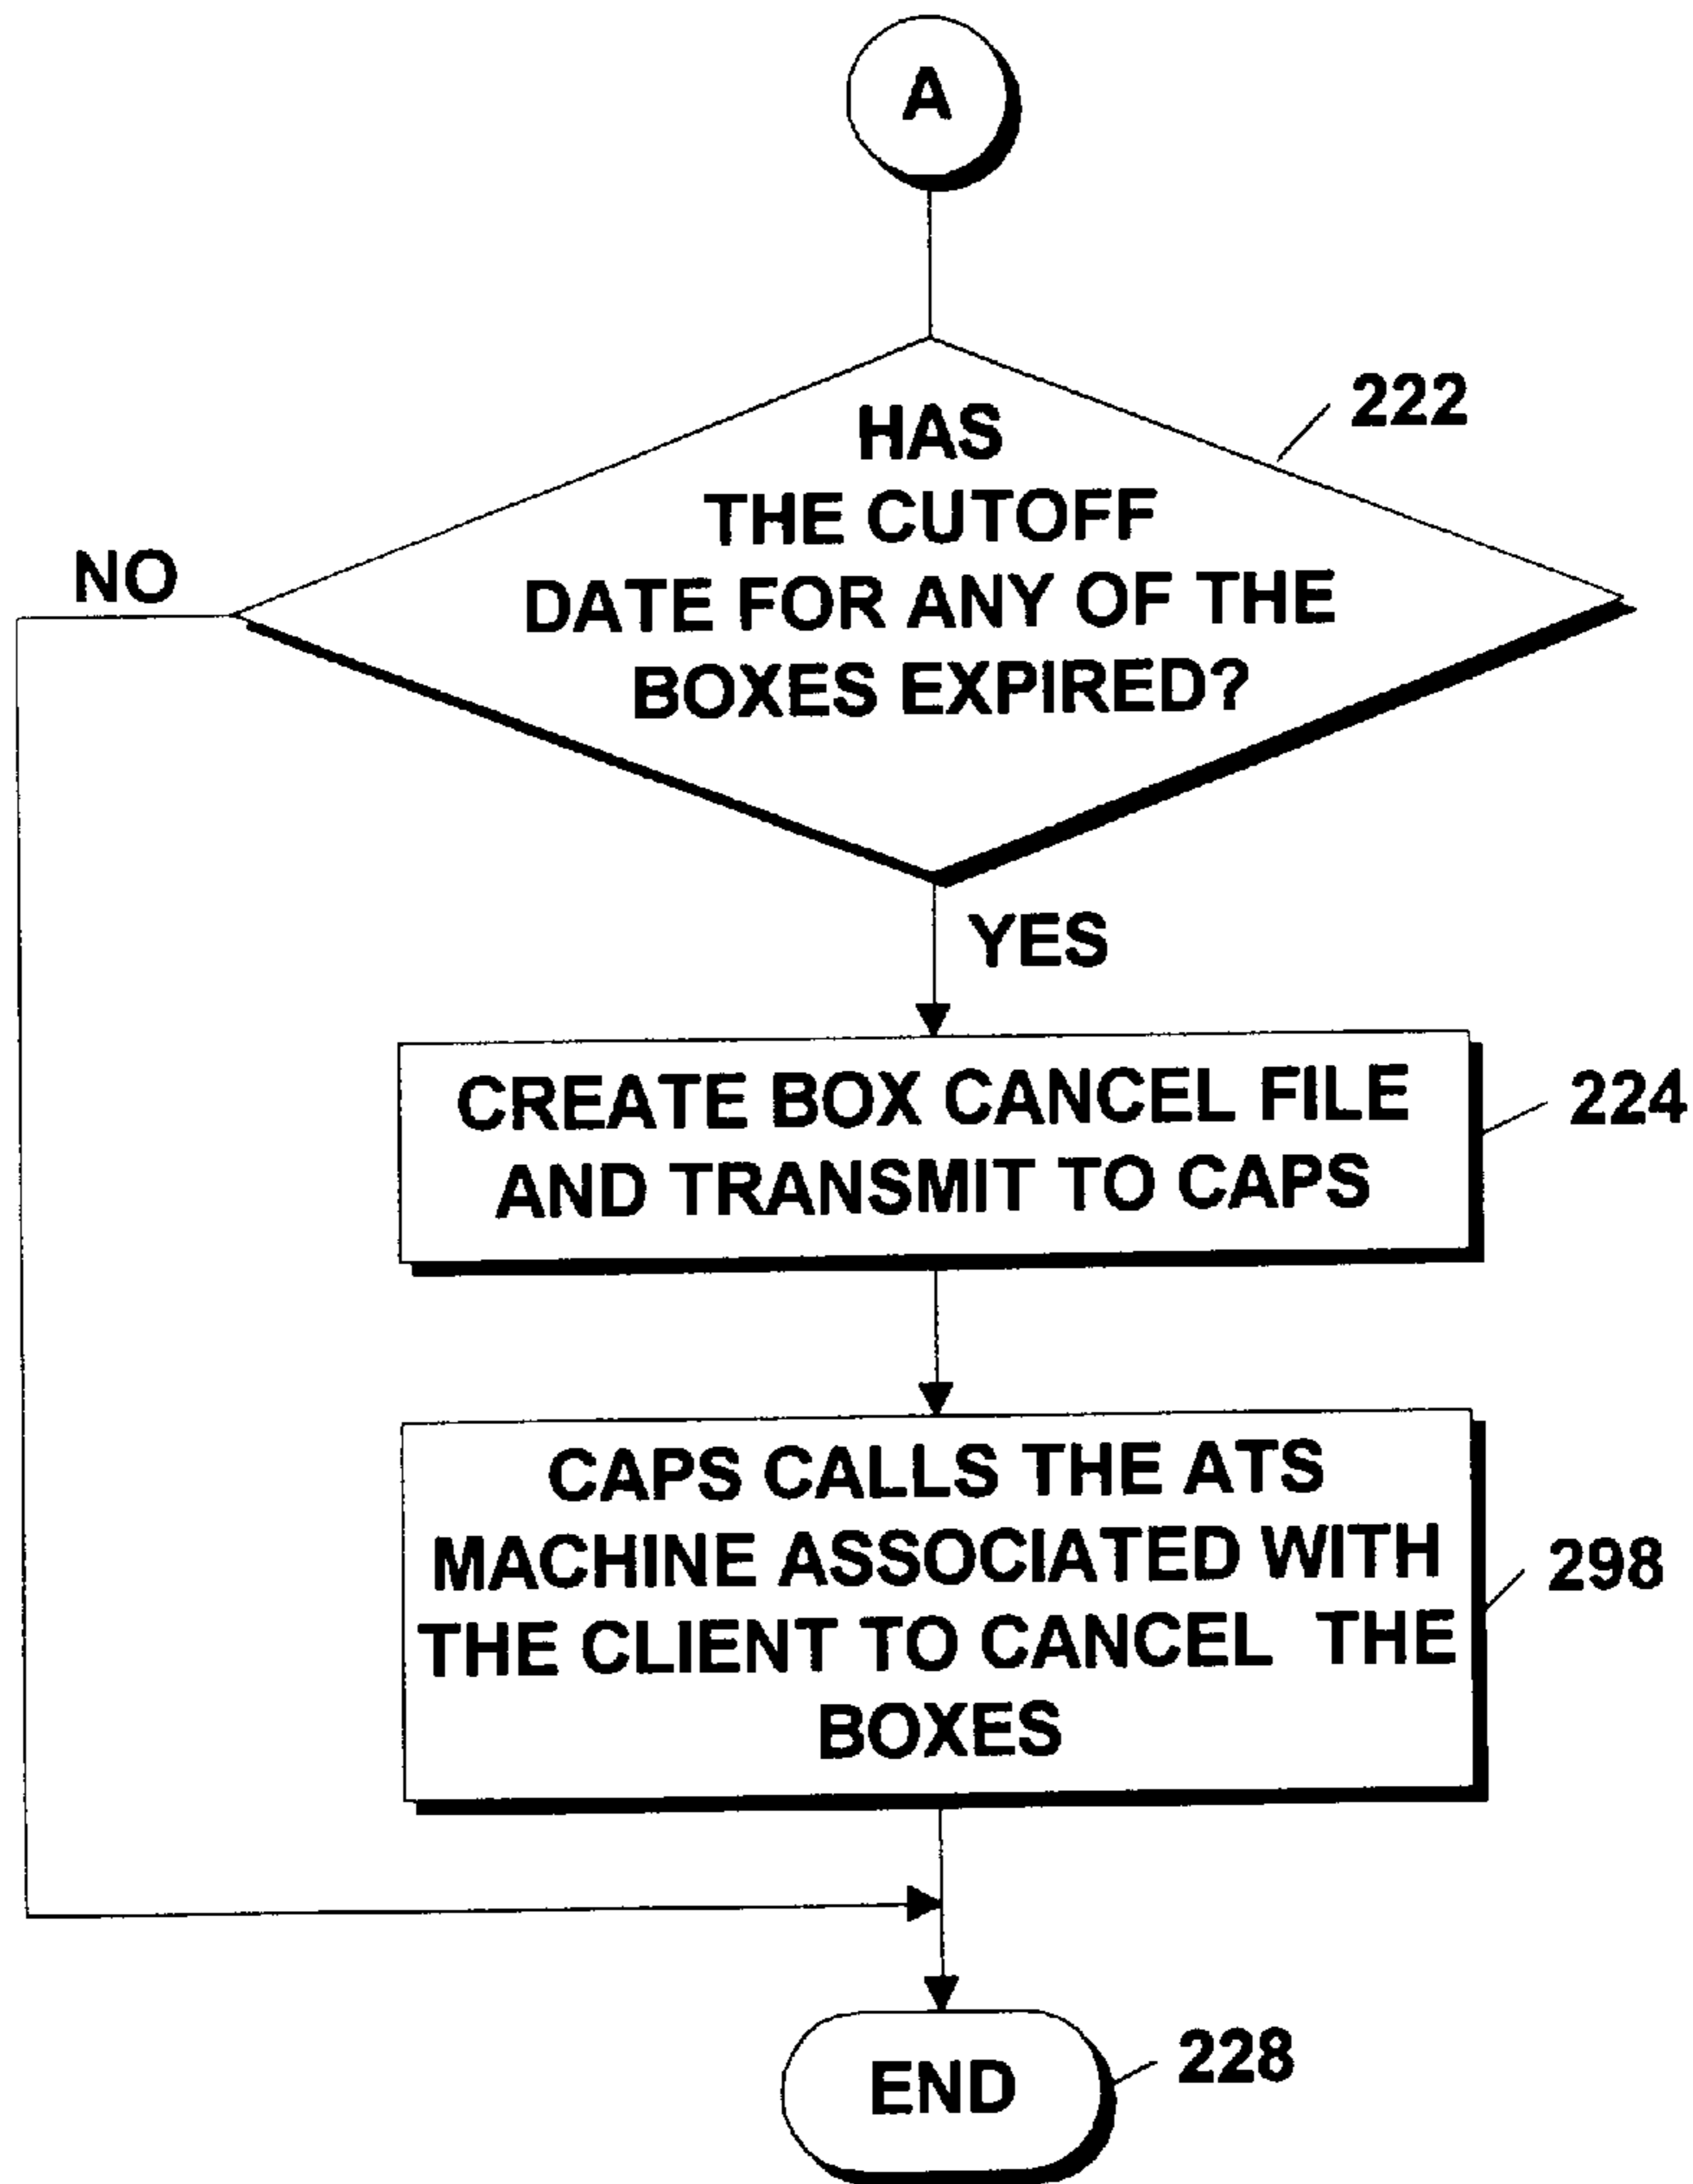 A
HAS
222
THE CUTOFF
NO
DATE FOR ANY OF THE
BOXES EXPIRED?
YES
CREATE BOX CANCEL FILE
224
AND TRANSMIT TO CAPS
CAPS CALLS THE ATS
MACHINE ASSOCIATED WITH
298
THE CLIENT TO CANCEL THE
BOXES
END
228